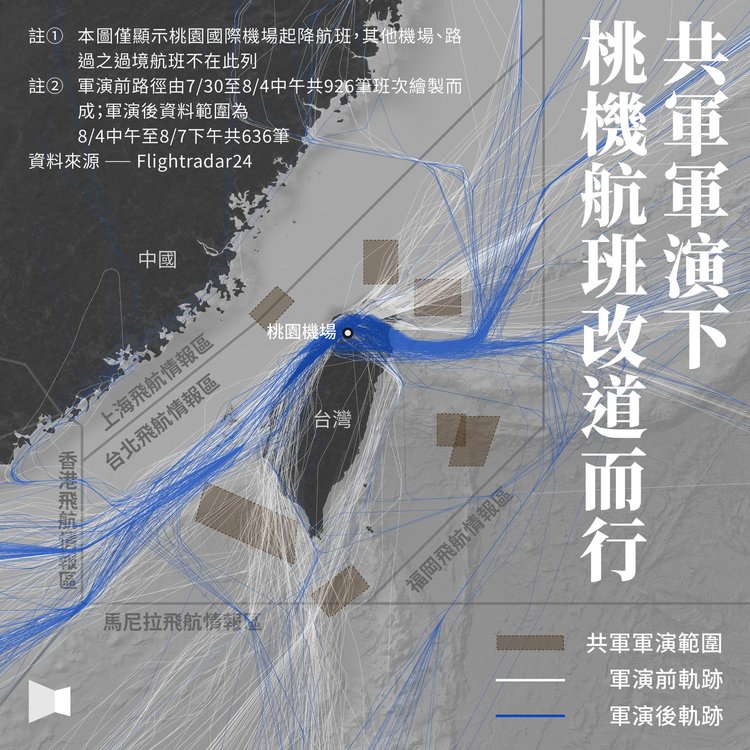 共軍軍演下
桃機航班改道而行
註① 本圖僅顯示桃園國際機場起降航班，其他機場、路
過之過境航班不在此列
註② 軍演前路徑由7/30至8/4中午共926筆班次繪製而
成；軍演後資料範圍為
8/4中午至8/7下午共636筆
資料來源 — Flightradar24
中國
桃園機場
上海飛航情報區
台北飛航情報區
台灣
香港飛航情報區
福岡飛航情報區
馬尼拉飛航情報區
共軍軍演範圍
軍演前軌跡
軍演後軌跡